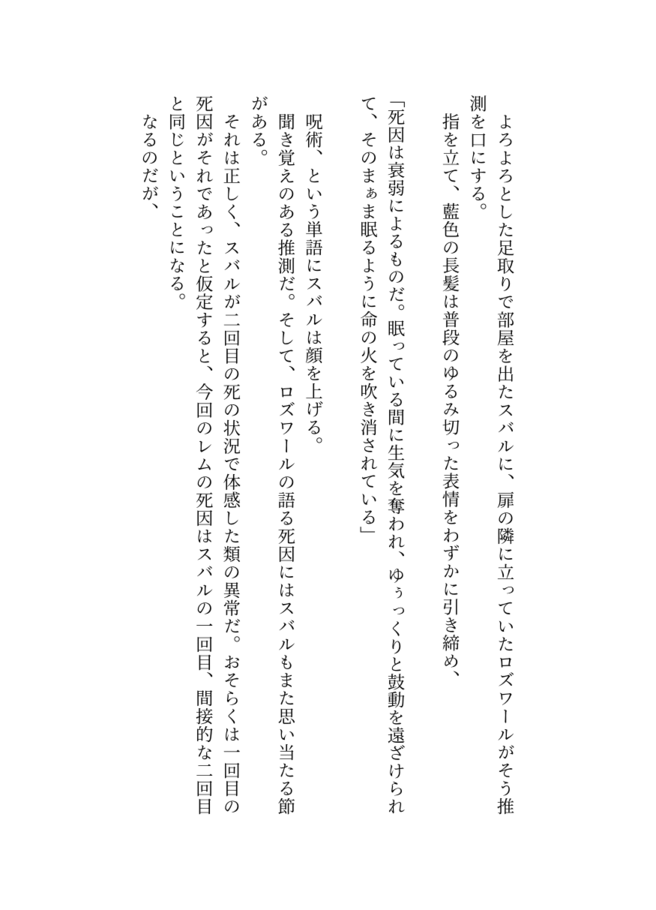 よろよろとした足取りで部屋を出たスバルに、扉の隣に立っていたロズワールがそう推
測を口にする。
指を立て、藍色の長髪は普段のゆるみ切った表情をわずかに引き締め、
「死因は衰弱によるものだ。眠っている間に生気を奪われ、ゆぅっくりと鼓動を遠ざけられ
て、そのまぁま眠るように命の火を吹き消されている」
呪術、という単語にスバルは顔を上げる。
聞き覚えのある推測だ。そして、ロズワールの語る死因にはスバルもまた思い当たる節
がある。
それは正しく、スバルが二回目の死の状況で体感した類の異常だ。おそらくは一回目の
死因がそれであったと仮定すると、今回のレムの死因はスバルの一回目、間接的な二回目
と同じということになる。
なるのだが、